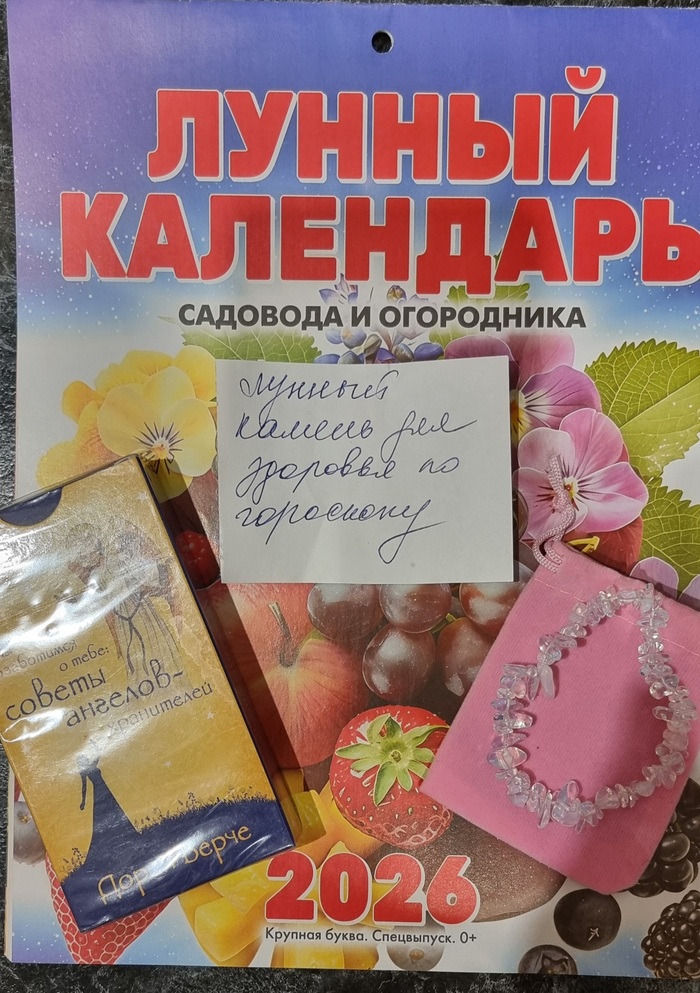 ЛУННЫЙ
КАЛЕНДАРЬ
САДОВОДА И ОГОРОДНИКА
лунный
камень для
здоровья по
гороскопу
о тебе:
советы
ангелов-
хранителей
2026
Крупная буква. Спецвыпуск. 0+